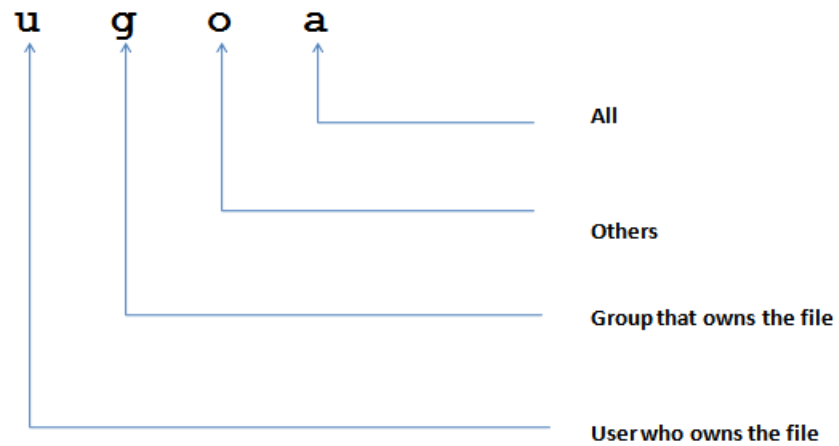 u g o a
All
Others
Group that owns the file
User who owns the file